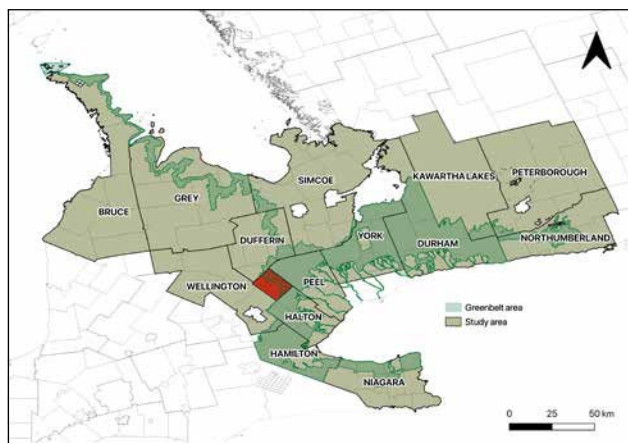 KAWARTHA LAKES
PETERBOROUGH
SIMCOE
GREY
BRUCE
DUFFERIN
YORK
DURHAM
NORTHUMBERLAND
WELLINGTON
PEEL
HALTON
Greenbelt area
Study area
HAMILTON
NIAGARA
0 25 50 km